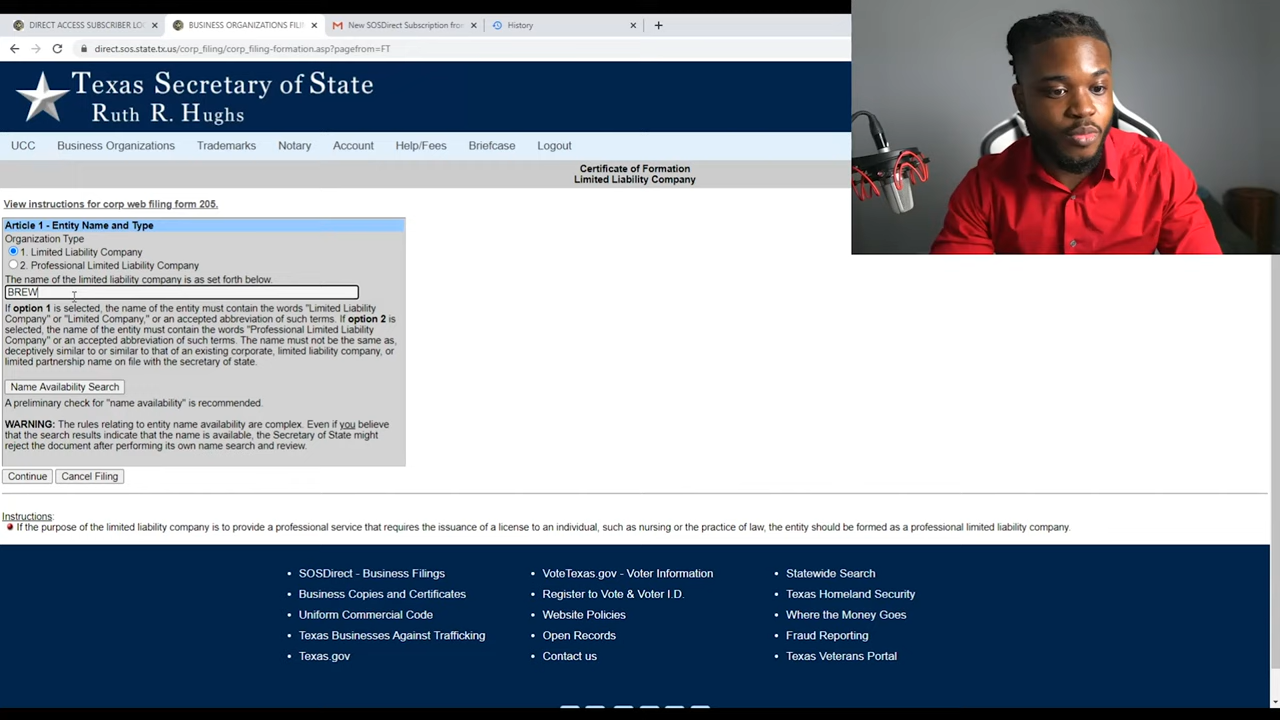 DIRECT ACCESS SUBSCRIBER LO
BUSINESS ORGANIZATIONS FILI
New SOSDirect Subscription from
History
direct.sos.state.tx.us/corp_filing/corp_filing-formation.asp?pagefrom=FT
Texas Secretary of State
Ruth R. Hughs
UCC Business Organizations Trademarks Notary Account Help/Fees Briefcase Logout
Certificate of Formation
Limited Liability Company
View instructions for corp web filing form 205.
Article 1 - Entity Name and Type
Organization Type
1. Limited Liability Company
2. Professional Limited Liability Company
The name of the limited liability company is as set forth below.
BREW
If option 1 is selected, the name of the entity must contain the words "Limited Liability
Company" or "Limited Company," or an accepted abbreviation of such terms. If option 2 is
selected, the name of the entity must contain the words "Professional Limited Liability
Company" or an accepted abbreviation of such terms. The name must not be the same as,
deceptively similar to or similar to that of an existing corporate, limited liability company, or
limited partnership name on file with the secretary of state.
Name Availability Search
A preliminary check for "name availability" is recommended.
WARNING: The rules relating to entity name availability are complex. Even if you believe
that the search results indicate that the name is available, the Secretary of State might
reject the document after performing its own name search and review.
Continue Cancel Filing
Instructions:
If the purpose of the limited liability company is to provide a professional service that requires the issuance of a license to an individual, such as nursing or the practice of law, the entity should be formed as a professional limited liability company.
SOSDirect - Business Filings
Business Copies and Certificates
Uniform Commercial Code
Texas Businesses Against Trafficking
Texas.gov
VoteTexas.gov - Voter Information
Register to Vote & Voter I.D.
Website Policies
Open Records
Contact us
Statewide Search
Texas Homeland Security
Where the Money Goes
Fraud Reporting
Texas Veterans Portal